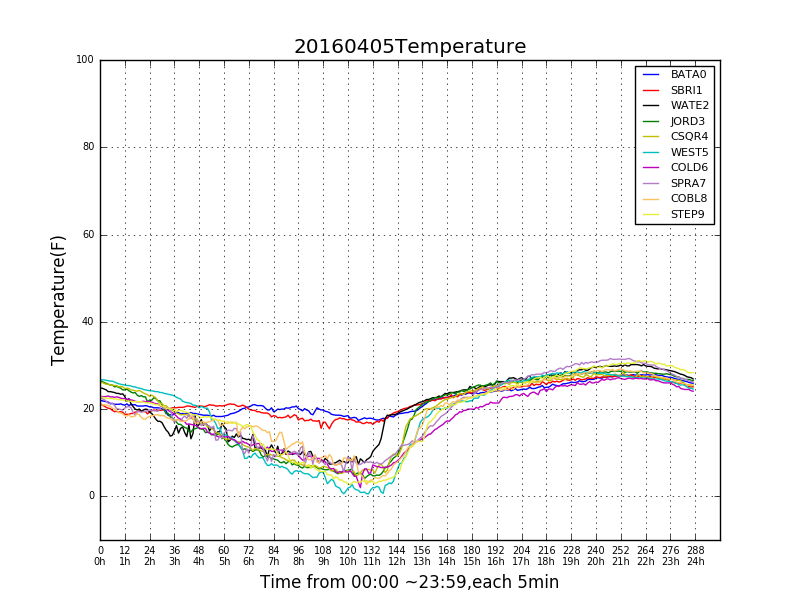 20160405Temperature
100
80
60
40
20
0
Temperature(F)
BATA0
SBRI1
WATE2
JORD3
CSQR4
WEST5
COLD6
SPRA7
COBL8
STEP9
0 12 24 36 48 60 72 84 96 108 120 132 144 156 168 180 192 204 216 228 240 252 264 276 288
0h 1h 2h 3h 4h 5h 6h 7h 8h 9h 10h 11h 12h 13h 14h 15h 16h 17h 18h 19h 20h 21h 22h 23h 24h
Time from 00:00 ~23:59,each 5min